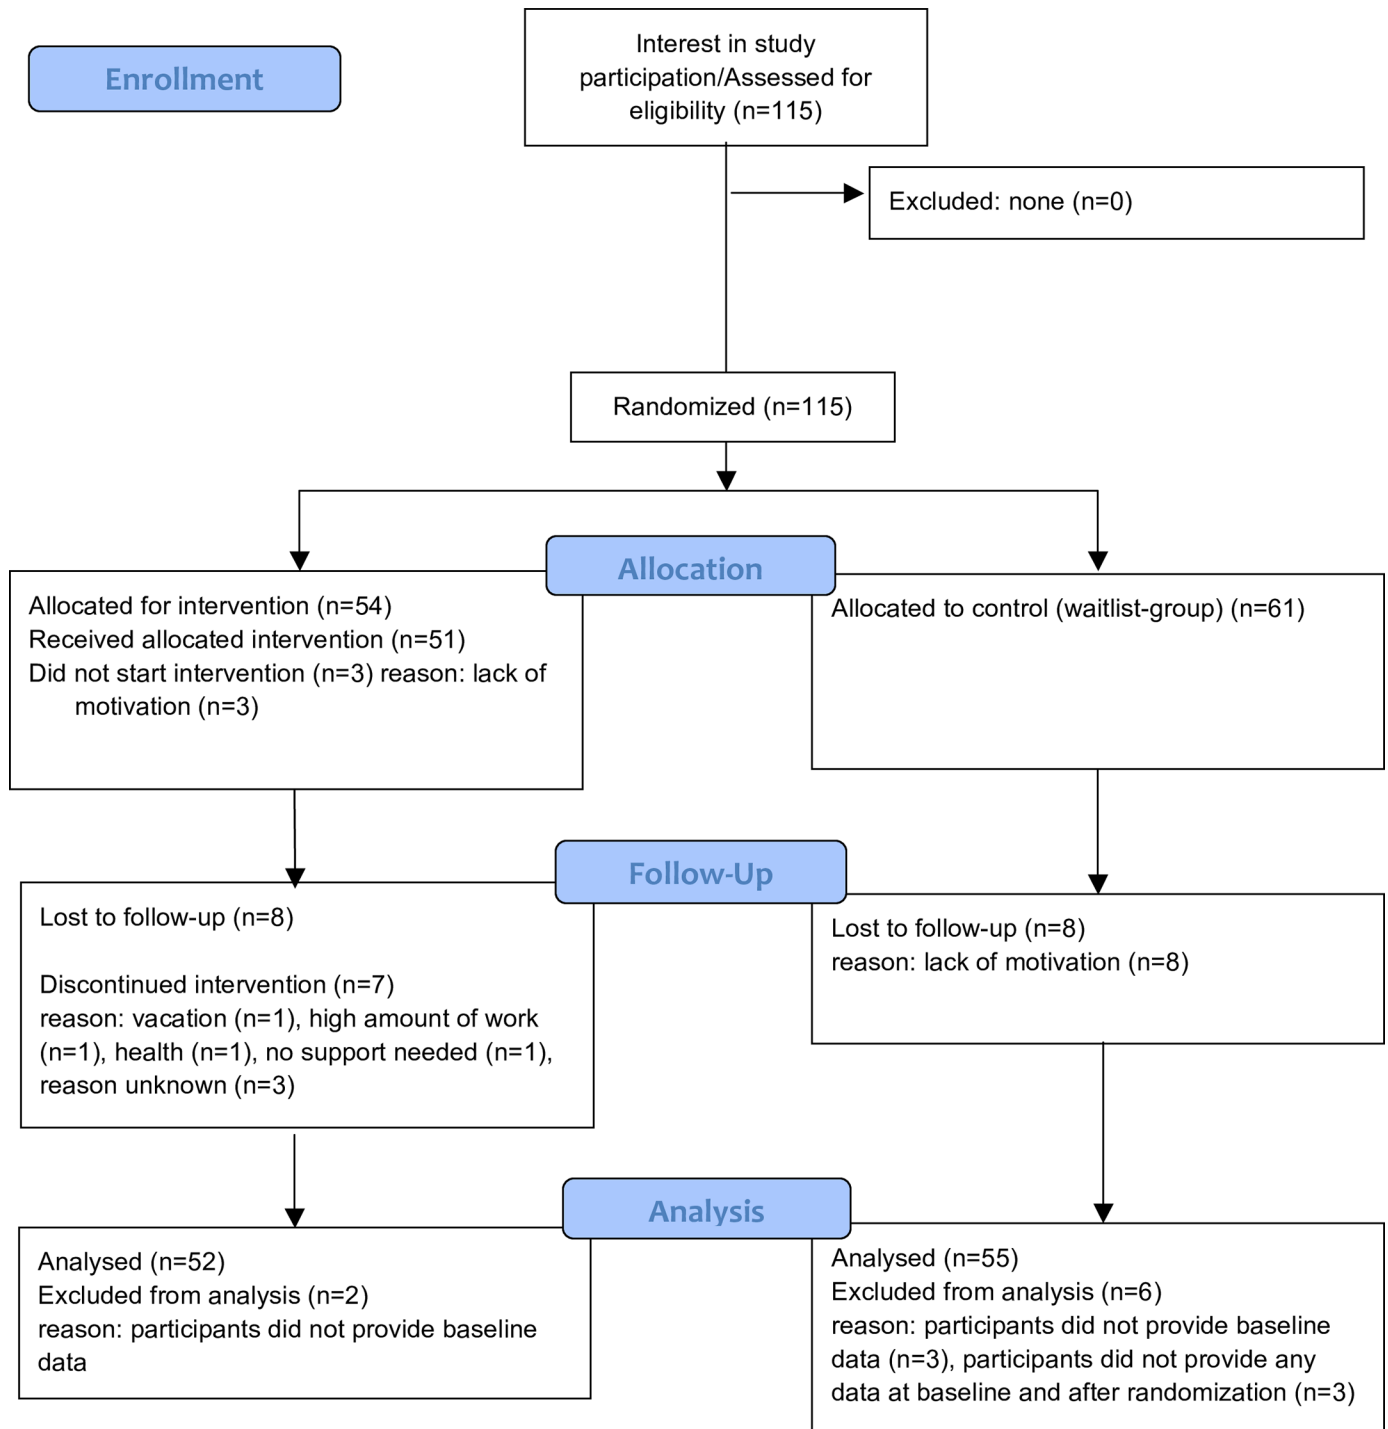 Enrollment
Interest in study
participation/Assessed for
eligibility (n=115)
Excluded: none (n=0)
Randomized (n=115)
Allocation
Allocated for intervention (n=54)
Received allocated intervention (n=51)
Did not start intervention (n=3) reason: lack of
motivation (n=3)
Allocated to control (waitlist-group) (n=61)
Follow-Up
Lost to follow-up (n=8)
Discontinued intervention (n=7)
reason: vacation (n=1), high amount of work
(n=1), health (n=1), no support needed (n=1),
reason unknown (n=3)
Lost to follow-up (n=8)
reason: lack of motivation (n=8)
Analysis
Analysed (n=52)
Excluded from analysis (n=2)
reason: participants did not provide baseline
data
Analysed (n=55)
Excluded from analysis (n=6)
reason: participants did not provide baseline
data (n=3), participants did not provide any
data at baseline and after randomization (n=3)